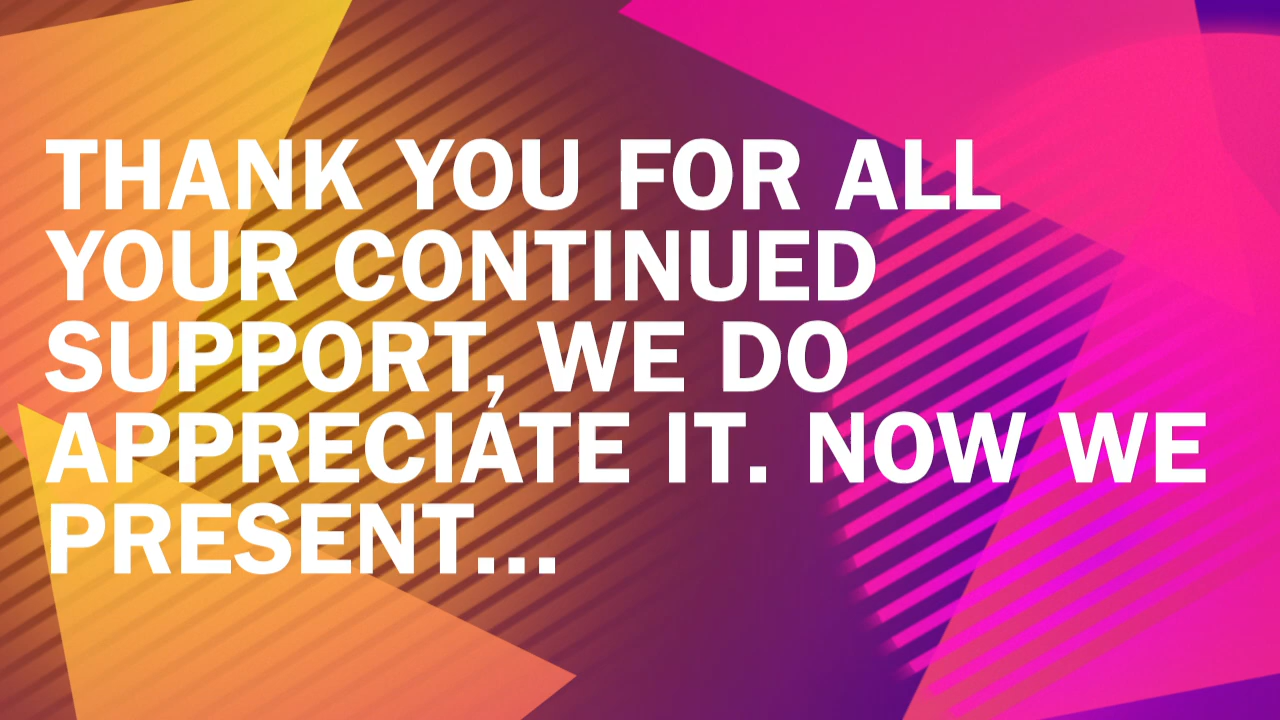 THANK YOU FOR ALL
YOUR CONTINUED
SUPPORT, WE DO
APPRECIATE IT. NOW WE
PRESENT...